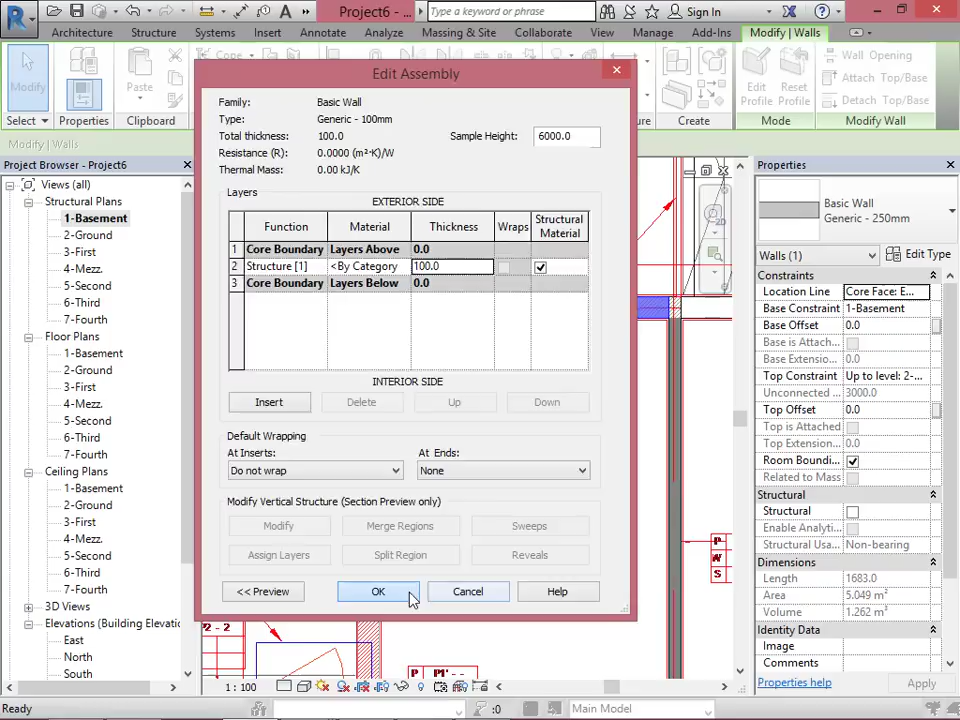 Project6 - ...
Type a keyword or phrase
Sign In
Architecture
Structure
Systems
Insert
Annotate
Analyze
Massing & Site
Collaborate
View
Manage
Add-Ins
Modify | Walls
Modify
Paste
Cope
Edit Profile
Reset Profile
Wall Opening
Attach Top/Base
Detach Top/Base
Select
Properties
Clipboard
Create
Mode
Modify Wall
Modify | Walls
Project Browser - Project6
Views (all)
Structural Plans
1-Basement
2-Ground
3-First
4-Mezz.
5-Second
6-Third
7-Fourth
Floor Plans
1-Basement
2-Ground
3-First
4-Mezz.
5-Second
6-Third
7-Fourth
Ceiling Plans
1-Basement
2-Ground
3-First
4-Mezz.
5-Second
6-Third
7-Fourth
3D Views
Elevations (Building Elevation
East
North
South
Edit Assembly
Family: Basic Wall
Type: Generic - 100mm
Total thickness: 100.0
Sample Height: 6000.0
Resistance (R): 0.0000 (m²·K)/W
Thermal Mass: 0.00 kJ/K
Layers
EXTERIOR SIDE
Function Material Thickness Wraps Structural Material
1 Core Boundary Layers Above 0.0
2 Structure [1] <By Category 100.0
3 Core Boundary Layers Below 0.0
INTERIOR SIDE
Insert Delete Up Down
Default Wrapping
At Inserts: At Ends:
Do not wrap None
Modify Vertical Structure (Section Preview only)
Modify Merge Regions Sweeps
Assign Layers Split Region Reveals
<< Preview OK Cancel Help
P
W
S
P2 - 2
P
Properties
Basic Wall
Generic - 250mm
Walls (1) Edit Type
Constraints
Location Line Core Face: E...
Base Constraint 1-Basement
Base Offset 0.0
Base is Attach...
Base Extension...
Top Constraint Up to level: 2-...
Unconnected ... 3000.0
Top Offset 0.0
Top is Attached ...
Top Extension...
Room Boundi...
Related to Mass
Structural
Structural
Enable Analyti...
Structural Usa... Non-bearing
Dimensions
Length 1683.0
Area 5.049 m²
Volume 1.262 m³
Identity Data
Image
Comments
Properties help Apply
1 : 100
Ready
:0
Main Model